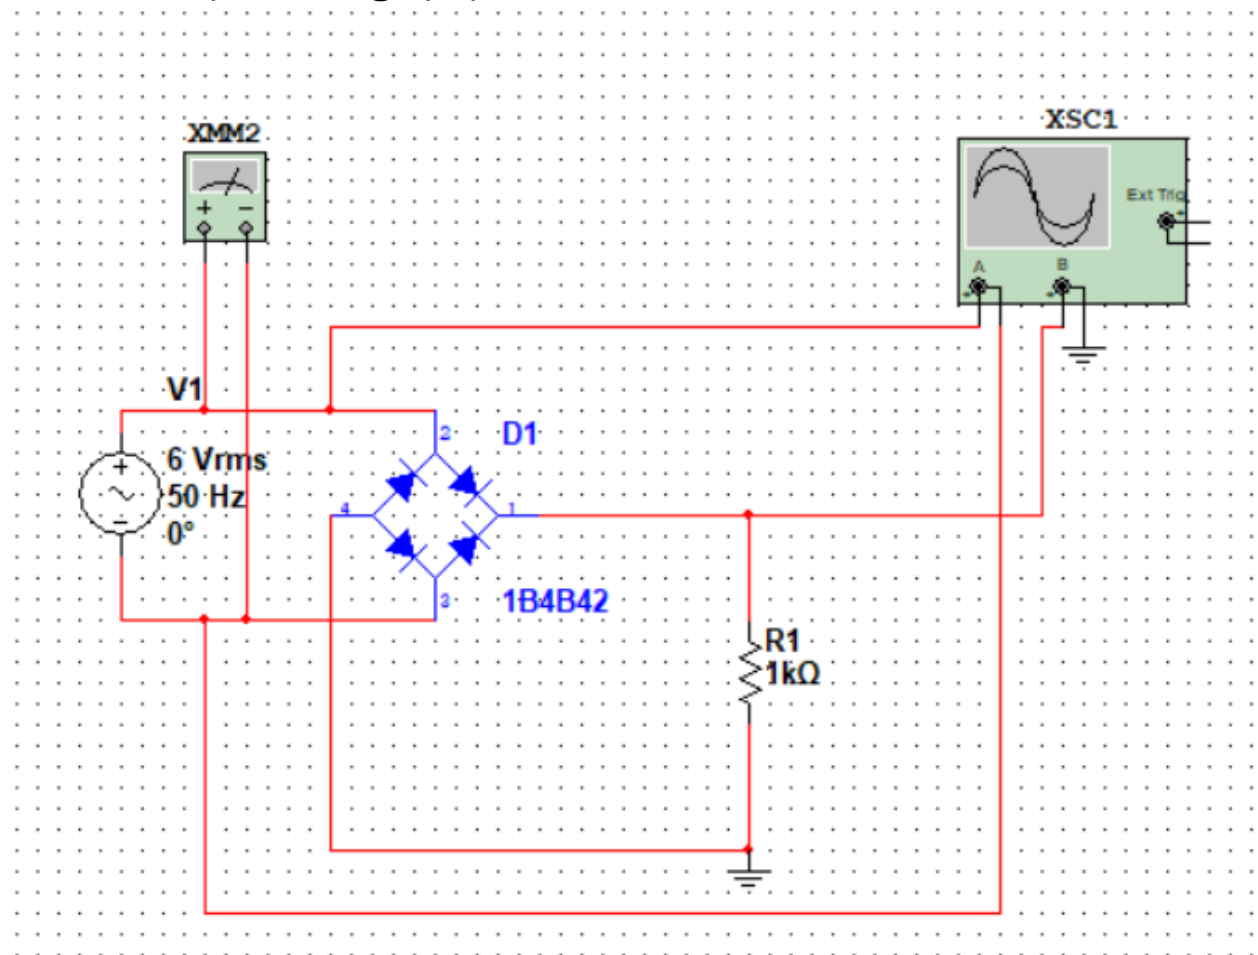 XMM2
XSC1
Ext Trig
A
B
V1
2
D1
6 Vrms
50 Hz
0°
4
1
3
1B4B42
R1
1kΩ